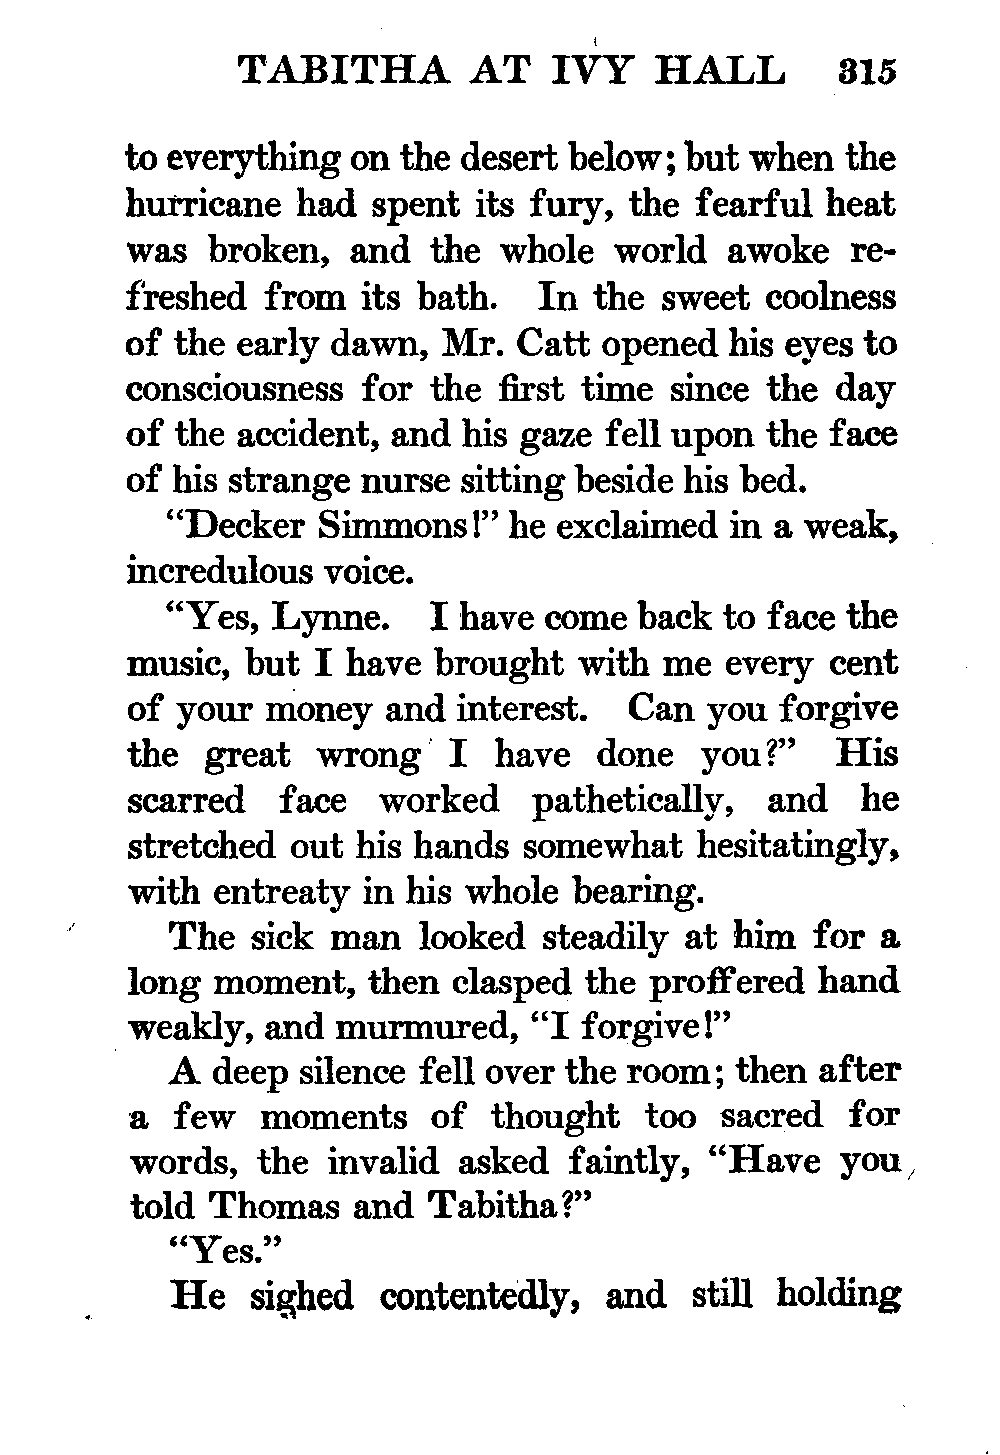 TABITHA AT IVY HALL 315
to everything on the desert below; but when the
hurricane had spent its fury, the fearful heat
was broken, and the whole world awoke re-
freshed from its bath. In the sweet coolness
of the early dawn, Mr. Catt opened his eyes to
consciousness for the first time since the day
of the accident, and his gaze fell upon the face
of his strange nurse sitting beside his bed.
"Decker Simmons!" he exclaimed in a weak,
incredulous voice.
"Yes, Lynne. I have come back to face the
music, but I have brought with me every cent
of your money and interest. Can you forgive
the great wrong I have done you?" His
scarred face worked pathetically, and he
stretched out his hands somewhat hesitatingly,
with entreaty in his whole bearing.
The sick man looked steadily at him for a
long moment, then clasped the proffered hand
weakly, and murmured, "I forgive!"
A deep silence fell over the room; then after
a few moments of thought too sacred for
words, the invalid asked faintly, "Have you
told Thomas and Tabitha?"
"Yes."
He sighed contentedly, and still holding